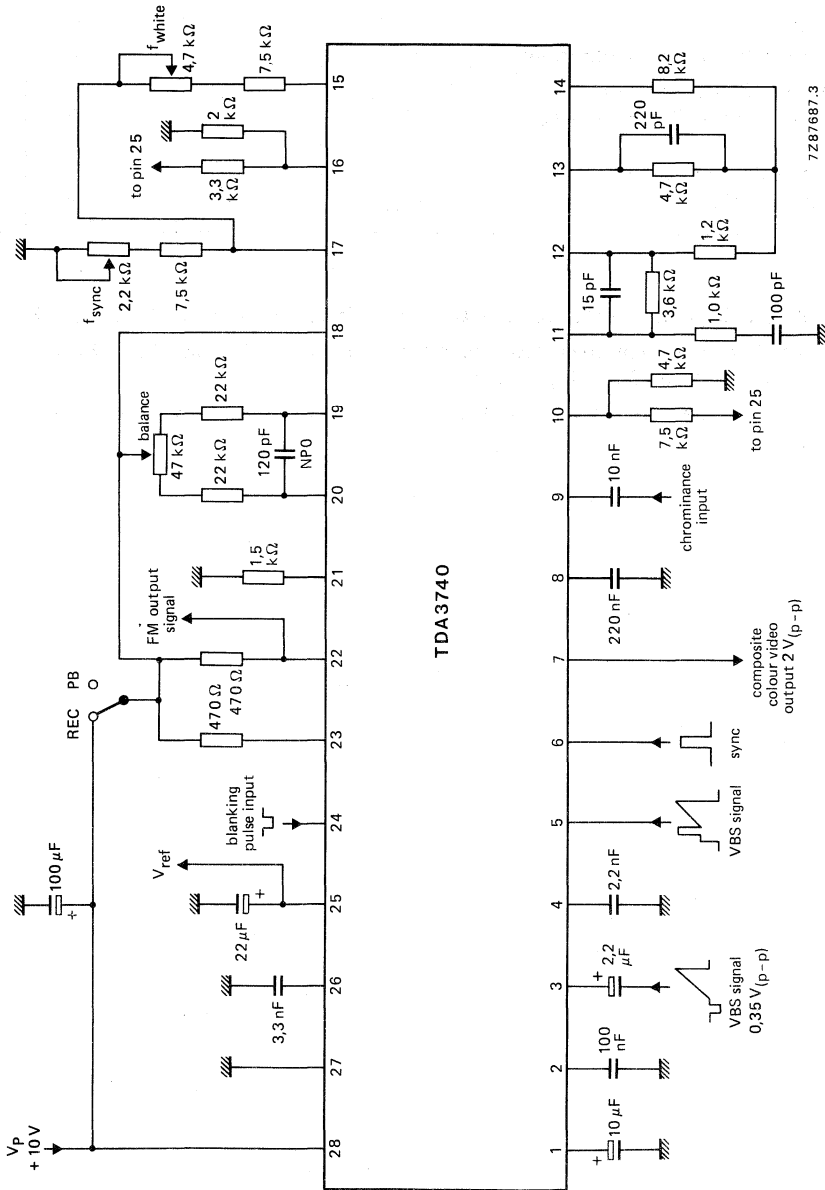 VP
+ 10 V
100 μF
+
REC
PB
28
27
26
3,3 nF
25
22 μF
+
Vref
24
blanking
pulse input
23
470 Ω
22
470 Ω
FM output
signal
21
1,5
kΩ
20
22 kΩ
47 kΩ
balance
120 pF
NPO
19
22 kΩ
18
17
7,5 kΩ
2,2 kΩ
fsync
16
3,3
kΩ
to pin 25
2
kΩ
15
7,5 kΩ
4,7 kΩ
fwhite
TDA3740
1
+
10 μF
2
100
nF
3
+
2,2
μF
VBS signal
0,35 V(p-p)
4
2,2 nF
5
VBS signal
6
sync
7
composite
colour video
output 2 V(p-p)
8
220 nF
9
10 nF
chrominance
input
10
7,5
kΩ
to pin 25
4,7
kΩ
11
15 pF
3,6 kΩ
1,0 kΩ
100 pF
12
1,2
kΩ
13
4,7
kΩ
220
pF
14
8,2
kΩ
7Z87687.3